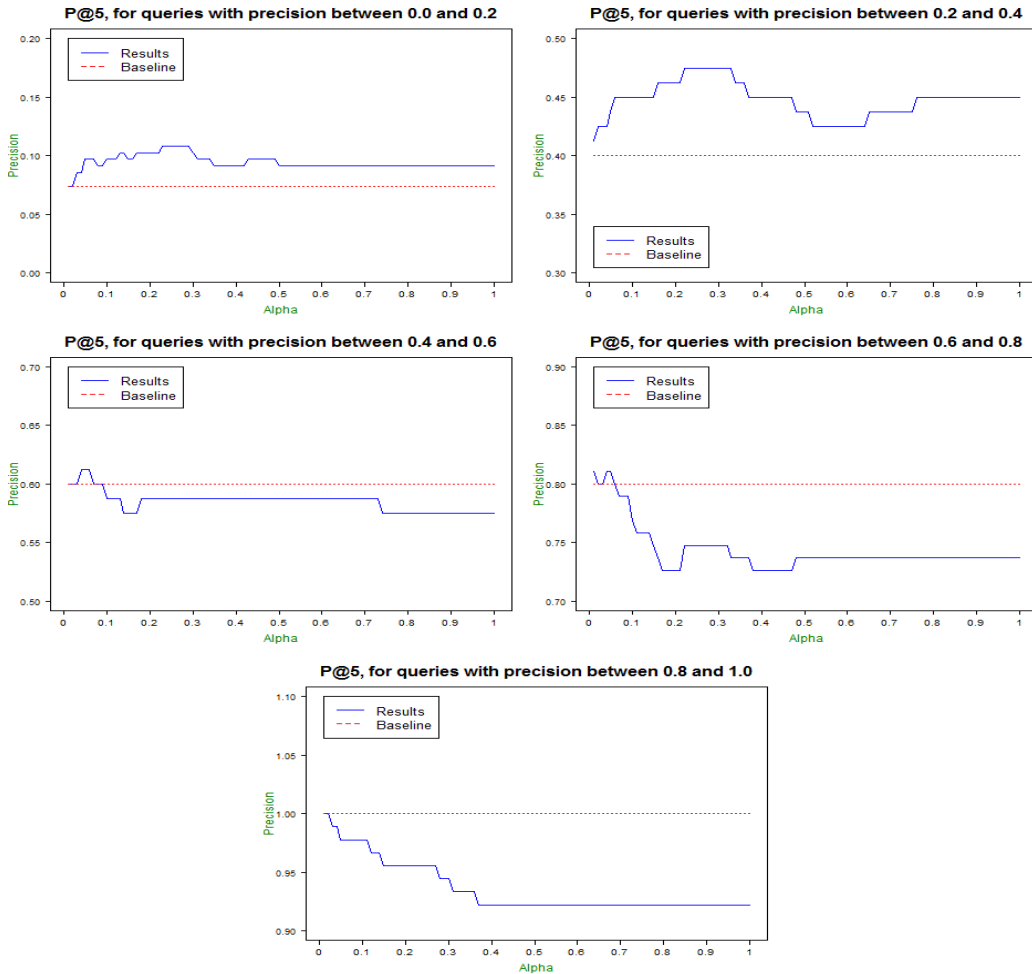 P@5, for queries with precision between 0.0 and 0.2
0.20
0.15
0.10
0.05
0.00
Precision
Results
Baseline
0 0.1 0.2 0.3 0.4 0.5 0.6 0.7 0.8 0.9 1
Alpha
P@5, for queries with precision between 0.2 and 0.4
0.50
0.45
0.40
0.35
0.30
Precision
Results
Baseline
0 0.1 0.2 0.3 0.4 0.5 0.6 0.7 0.8 0.9 1
Alpha
P@5, for queries with precision between 0.4 and 0.6
0.70
0.65
0.60
0.55
0.50
Precision
Results
Baseline
0 0.1 0.2 0.3 0.4 0.5 0.6 0.7 0.8 0.9 1
Alpha
P@5, for queries with precision between 0.6 and 0.8
0.90
0.85
0.80
0.75
0.70
Precision
Results
Baseline
0 0.1 0.2 0.3 0.4 0.5 0.6 0.7 0.8 0.9 1
Alpha
P@5, for queries with precision between 0.8 and 1.0
1.10
1.05
1.00
0.95
0.90
Precision
Results
Baseline
0 0.1 0.2 0.3 0.4 0.5 0.6 0.7 0.8 0.9 1
Alpha